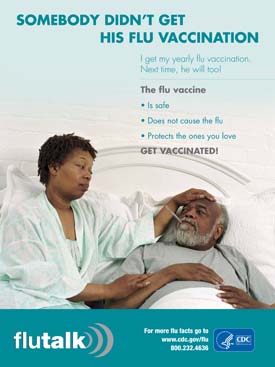 SOMEBODY DIDN'T GET
HIS FLU VACCINATION
I get my yearly flu vaccination.
Next time, he will too!
The flu vaccine
• Is safe
• Does not cause the flu
• Protects the ones you love
GET VACCINATED!
flutalk
For more flu facts go to
www.cdc.gov/flu
800.232.4636
CDC